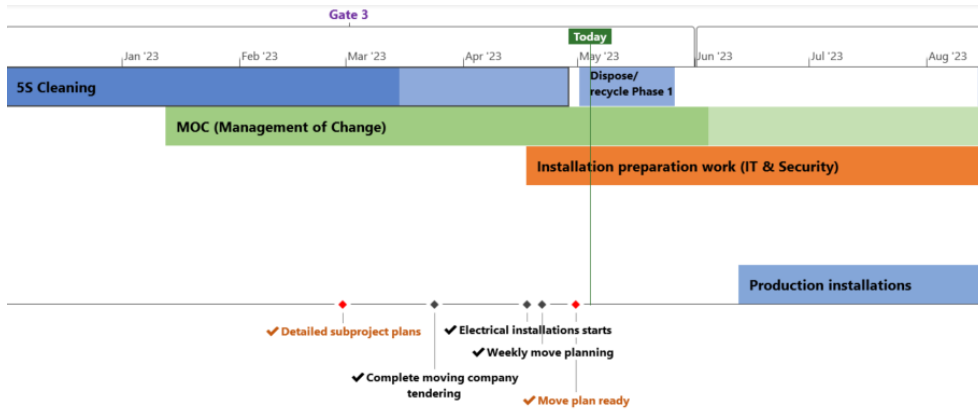 Gate 3
Today
Jan '23
Feb '23
Mar '23
Apr '23
May '23
Jun '23
Jul '23
Aug '23
5S Cleaning
Dispose/
recycle Phase 1
MOC (Management of Change)
Installation preparation work (IT & Security)
Production installations
✔ Detailed subproject plans
✔ Electrical installations starts
✔ Weekly move planning
✔ Complete moving company
tendering
✔ Move plan ready